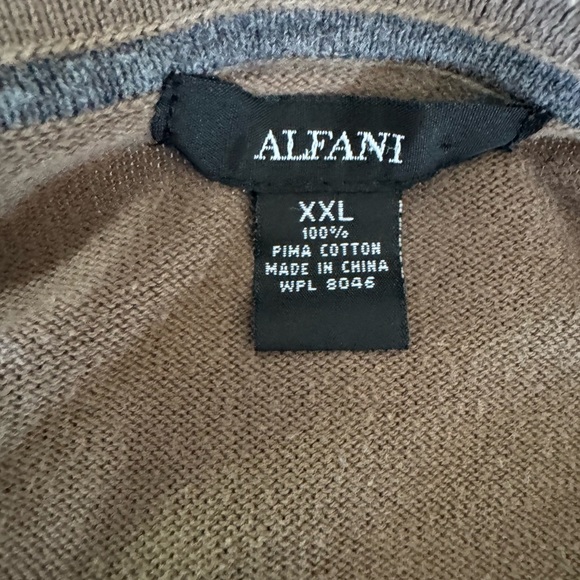 ALFANI
XXL
100%
PIMA COTTON
MADE IN CHINA
WPL 8046